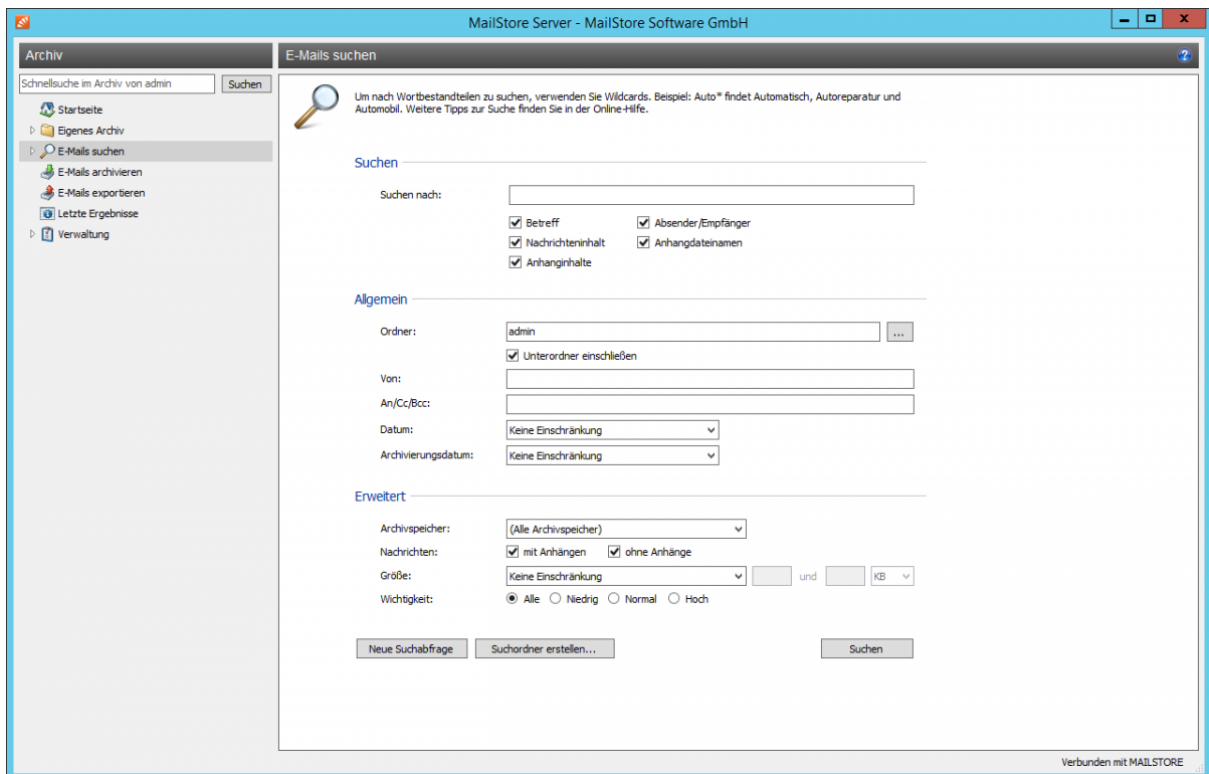 MailStore Server - MailStore Software GmbH
Archiv
E-Mails suchen
Schnellsuche im Archiv von admin
Suchen
Startseite
Eigenes Archiv
E-Mails suchen
E-Mails archivieren
E-Mails exportieren
Letzte Ergebnisse
Verwaltung
Um nach Wortbestandteilen zu suchen, verwenden Sie Wildcards. Beispiel: Auto* findet Automatisch, Autoreparatur und
Automobil. Weitere Tipps zur Suche finden Sie in der Online-Hilfe.
Suchen
Suchen nach:
Betreff Absender/Empfänger
Nachrichteninhalt Anhangdateinamen
Anhanginhalte
Allgemein
Ordner: admin ...
Unterordner einschließen
Von:
An/Cc/Bcc:
Datum: Keine Einschränkung
Archivierungsdatum: Keine Einschränkung
Erweitert
Archivspeicher: (Alle Archivspeicher)
Nachrichten: mit Anhängen ohne Anhänge
Größe: Keine Einschränkung und KB
Wichtigkeit: Alle Niedrig Normal Hoch
Neue Suchabfrage Suchordner erstellen... Suchen
Verbunden mit MAILSTORE